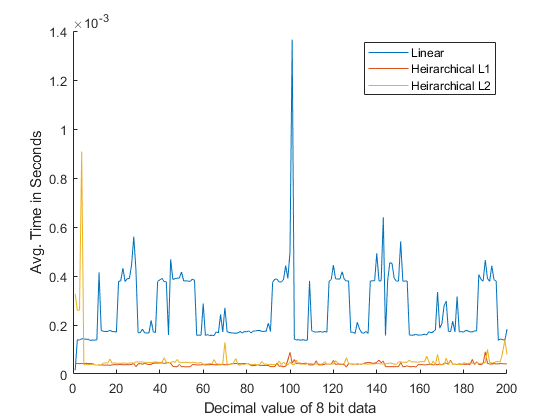 ×10⁻³
1.4
1.2
1
0.8
0.6
0.4
0.2
0
Avg. Time in Seconds
Linear
Heirarchical L1
Heirarchical L2
0 20 40 60 80 100 120 140 160 180 200
Decimal value of 8 bit data